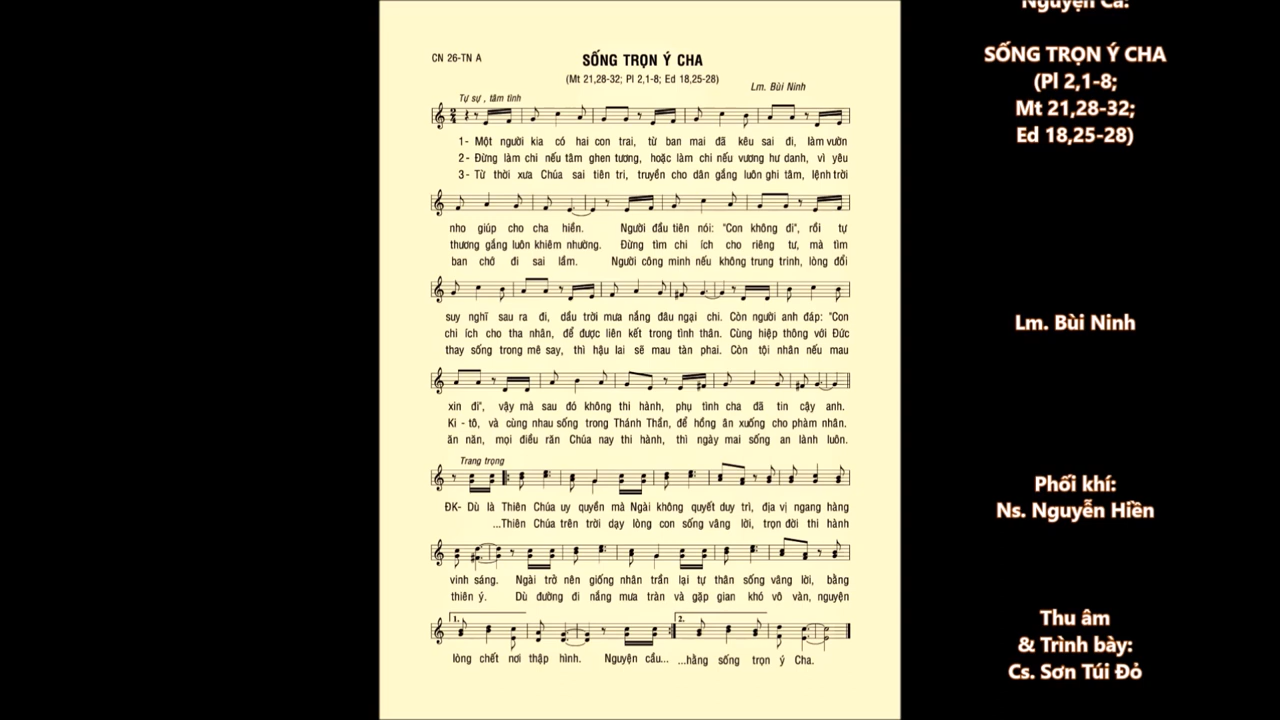 CN 26-TN A
SỐNG TRỌN Ý CHA
(Mt 21,28-32; Pl 2,1-8; Ed 18,25-28)
Lm. Bùi Ninh
Tự sự , tâm tình
1- Một người kia có hai con trai, từ ban mai đã kêu sai đi, làm vườn
2- Đừng làm chi nếu tâm ghen tương, hoặc làm chi nếu vương hư danh, vì yêu
3- Từ thời xưa Chúa sai tiên tri, truyền cho dân gắng luôn ghi tâm, lệnh trời
nho giúp cho cha hiền. Người đầu tiên nói: "Con không đi", rồi tự
thương gắng luôn khiêm nhường. Đừng tìm chi ích cho riêng tư, mà tìm
ban chớ đi sai lầm. Người công minh nếu không trung trinh, lòng đổi
suy nghĩ sau ra đi, dầu trời mưa nắng đâu ngại chi. Còn người anh đáp: "Con
chi ích cho tha nhân, để được liên kết trong tình thân. Cùng hiệp thông với Đức
thay sống trong mê say, thì hậu lai sẽ mau tàn phai. Còn tội nhân nếu mau
xin đi", vậy mà sau đó không thi hành, phụ tình cha đã tin cậy anh.
Ki - tô, và cùng nhau sống trong Thánh Thần, để hồng ân xuống cho phàm nhân.
ăn năn, mọi điều răn Chúa nay thi hành, thì ngày mai sống an lành luôn.
Trang trọng
ĐK- Dù là Thiên Chúa uy quyền mà Ngài không quyết duy trì, địa vị ngang hàng
...Thiên Chúa trên trời dạy lòng con sống vâng lời, trọn đời thi hành
vinh sáng. Ngài trở nên giống nhân trần lại tự thân sống vâng lời, bằng
thiên ý. Dù đường đi nắng mưa tràn và gặp gian khó vô vàn, nguyện
1.
2.
lòng chết nơi thập hình. Nguyện cầu... ...hằng sống trọn ý Cha.
Nguyện Ca:
SỐNG TRỌN Ý CHA
(Pl 2,1-8;
Mt 21,28-32;
Ed 18,25-28)
Lm. Bùi Ninh
Phối khí:
Ns. Nguyễn Hiền
Thu âm
& Trình bày:
Cs. Sơn Túi Đỏ